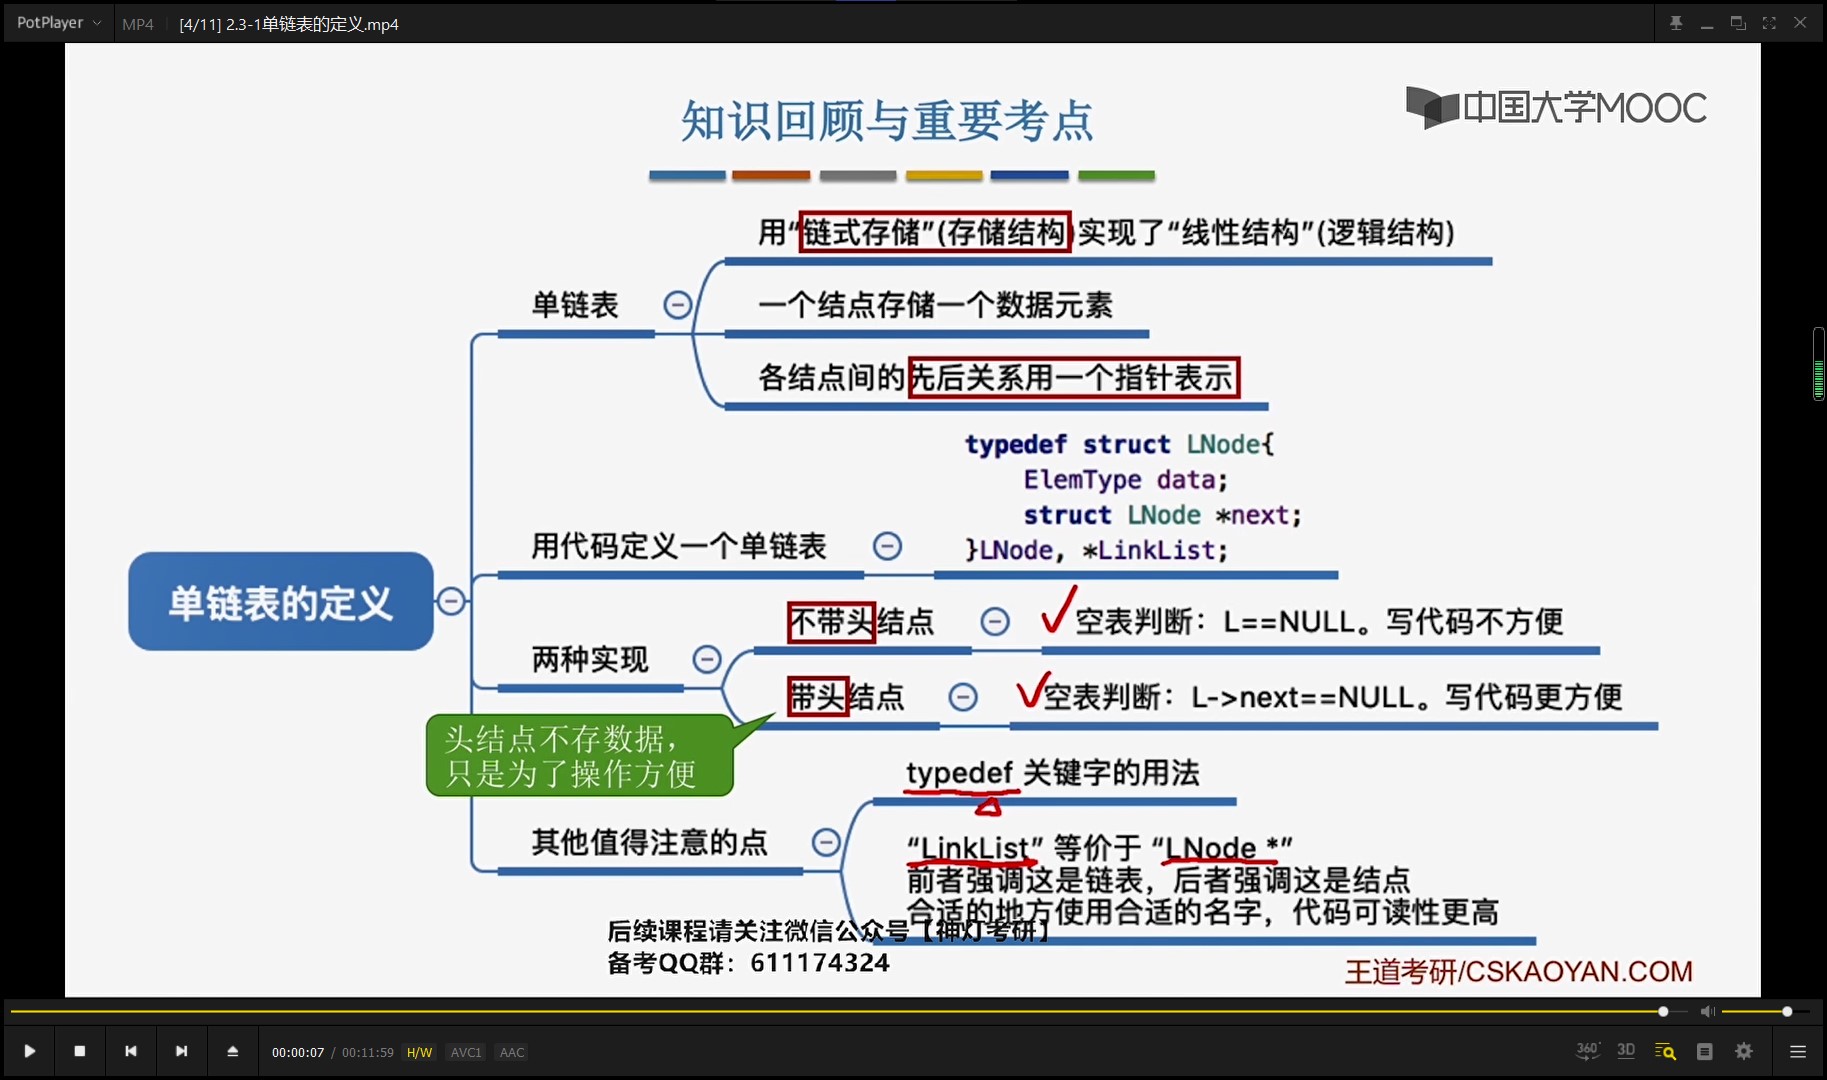 PotPlayer
MP4
[4/11] 2.3-1单链表的定义.mp4
中国大学MOOC
知识回顾与重要考点
用“链式存储”(存储结构)实现了“线性结构”(逻辑结构)
单链表
一个结点存储一个数据元素
各结点间的先后关系用一个指针表示
typedef struct LNode{
ElemType data;
struct LNode *next;
}LNode, *LinkList;
用代码定义一个单链表
单链表的定义
不带头结点
空表判断：L==NULL。写代码不方便
两种实现
带头结点
空表判断：L->next==NULL。写代码更方便
头结点不存数据，
只是为了操作方便
typedef 关键字的用法
其他值得注意的点
“LinkList” 等价于 “LNode *”
前者强调这是链表，后者强调这是结点
合适的地方使用合适的名字，代码可读性更高
后续课程请关注微信公众号【神灯考研】
备考QQ群：611174324
王道考研/CSKAOYAN.COM
00:00:07 / 00:11:59 H/W AVC1 AAC
360° 3D